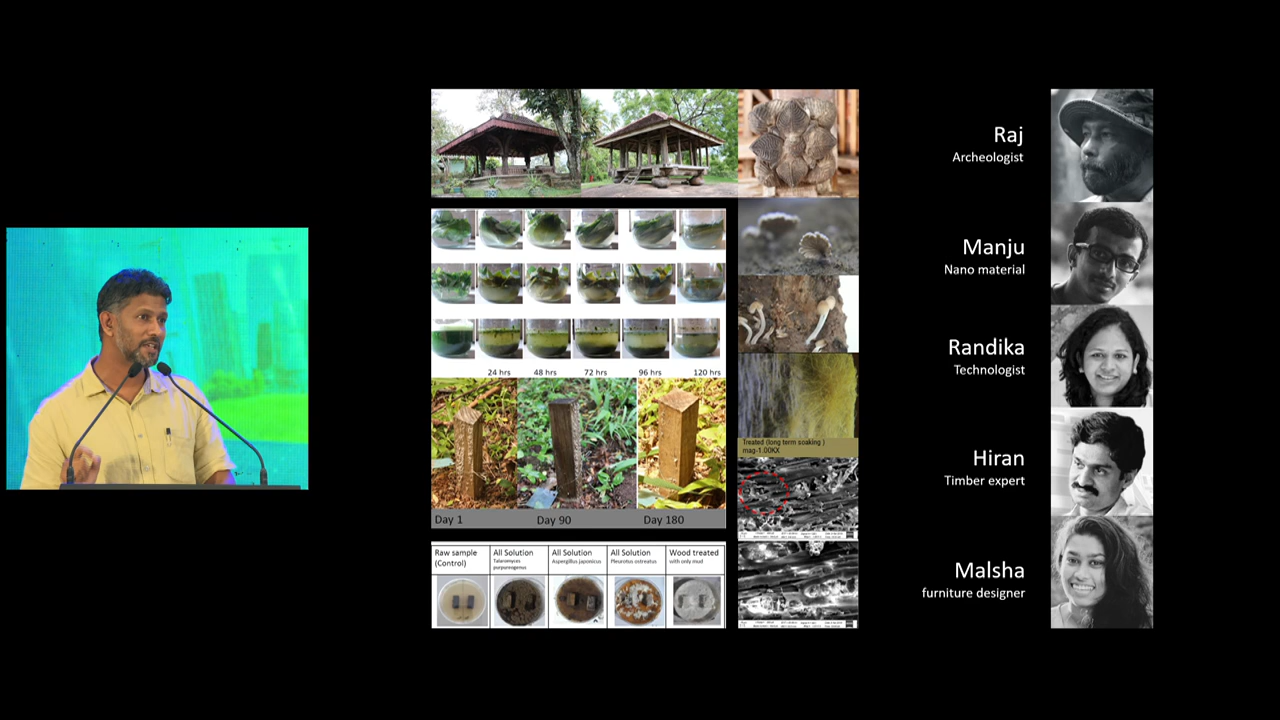 24 hrs 48 hrs 72 hrs 96 hrs 120 hrs
Day 1 Day 90 Day 180
Raw sample
(Control)
All Solution
Talaromyces
purpureogenus
All Solution
Aspergillus japonicus
All Solution
Pleurotus ostreatus
Wood treated
with only mud
Treated (long term soaking )
mag-1.00KX
Raj
Archeologist
Manju
Nano material
Randika
Technologist
Hiran
Timber expert
Malsha
furniture designer